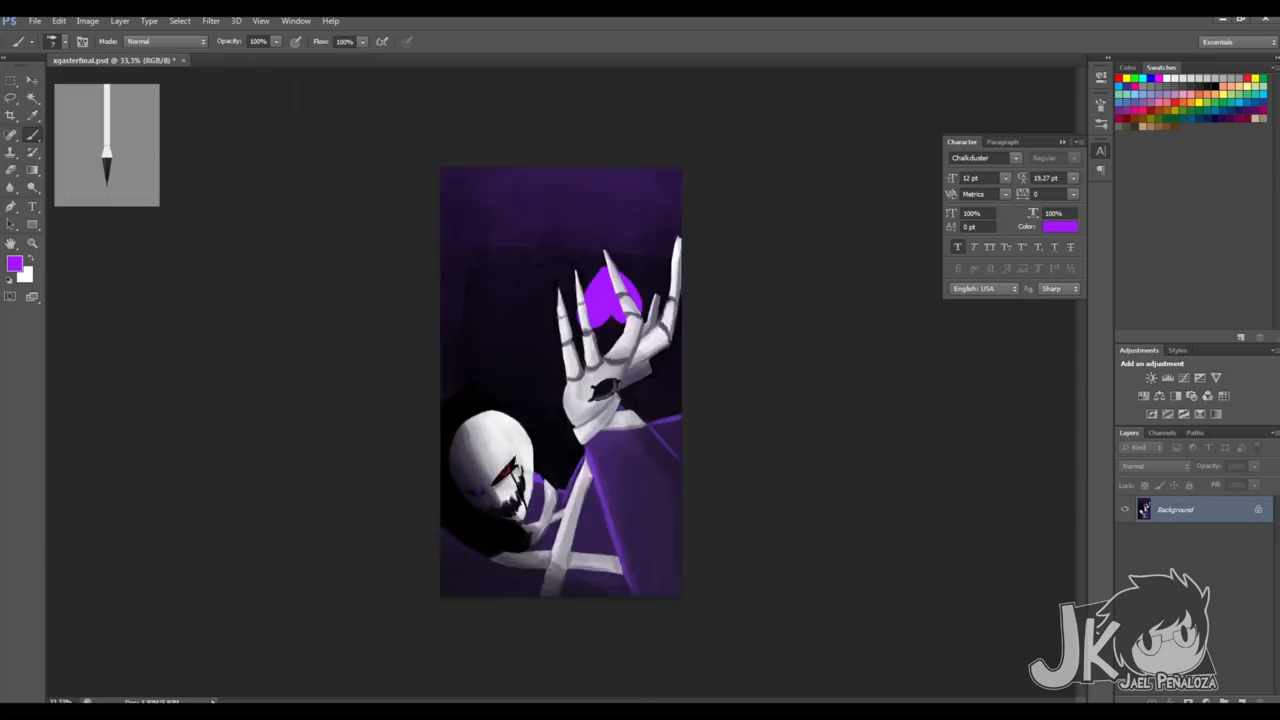 Ps File Edit Image Layer Type Select Filter 3D View Window Help
7 Mode: Normal Opacity: 100% Flow: 100% Essentials
xgasterfinal.psd @ 33,3% (RGB/8) *
Color Swatches
Character Paragraph
Chalkduster Regular
12 pt 19,27 pt
Metrics 0
100% 100%
0 pt Color:
English: USA Sharp
Adjustments Styles
Add an adjustment
Layers Channels Paths
Kind
Normal Opacity:
Lock: Fill:
Background
JK
JAEL PEÑALOZA